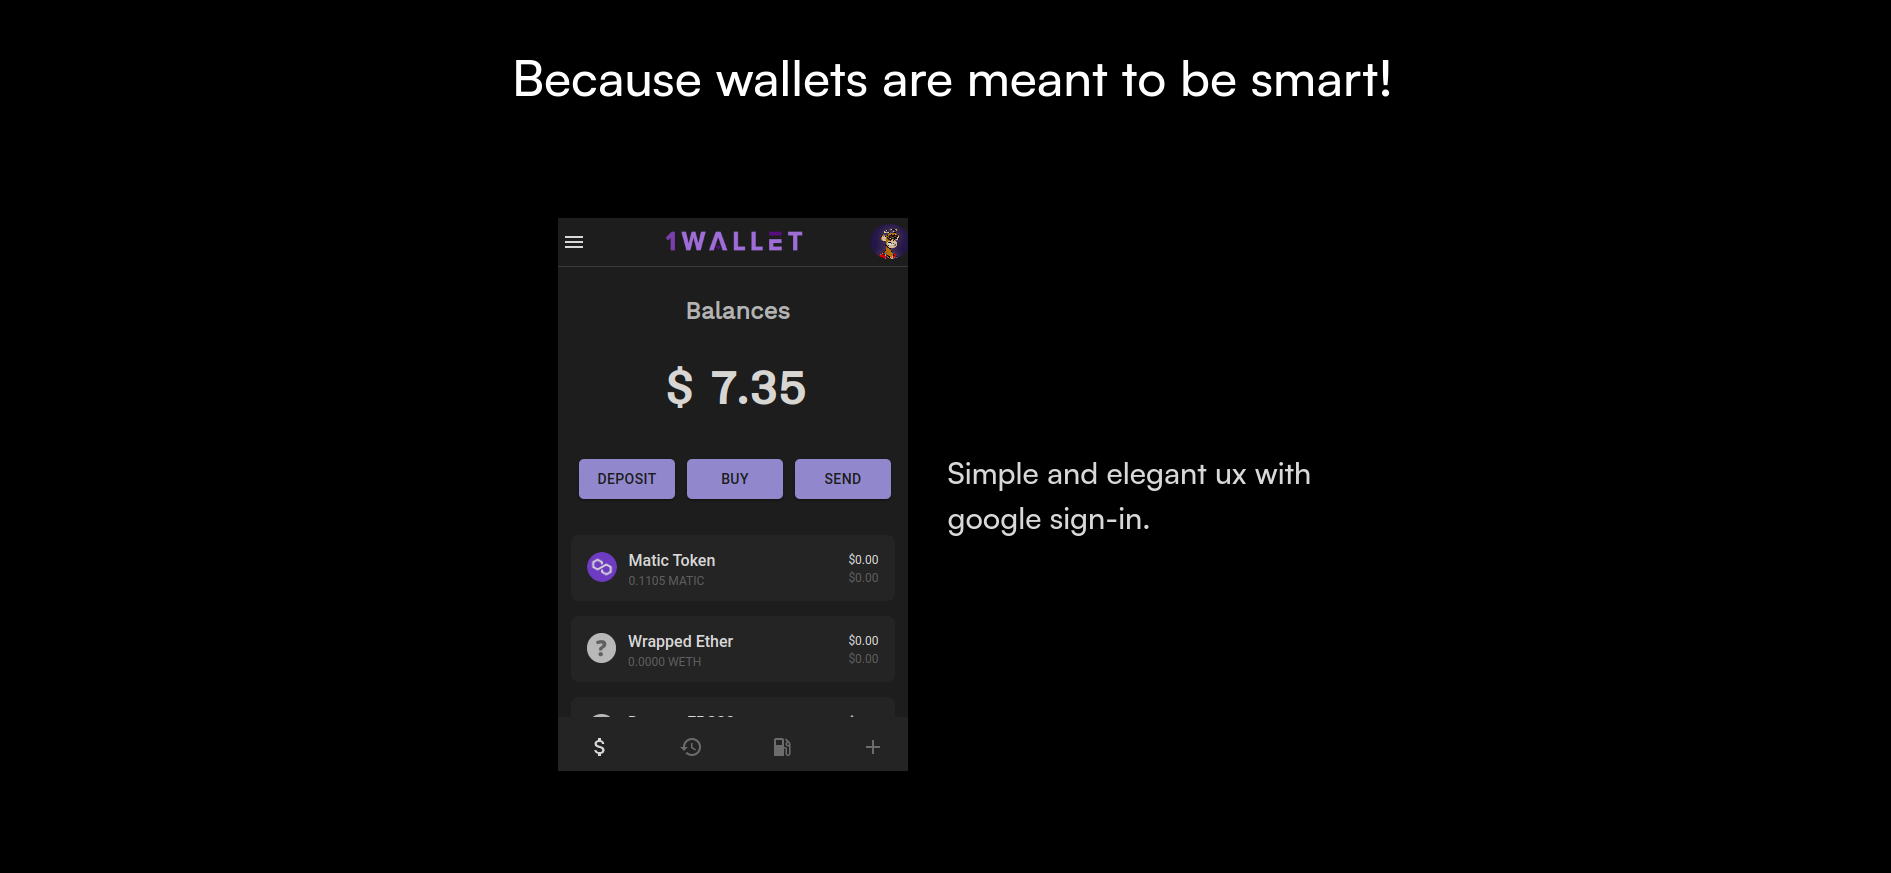 Because wallets are meant to be smart!
1WALLET
Balances
$ 7.35
DEPOSIT
BUY
SEND
Simple and elegant ux with
google sign-in.
Matic Token
$0.00
0.1105 MATIC
$0.00
Wrapped Ether
$0.00
0.0000 WETH
$0.00